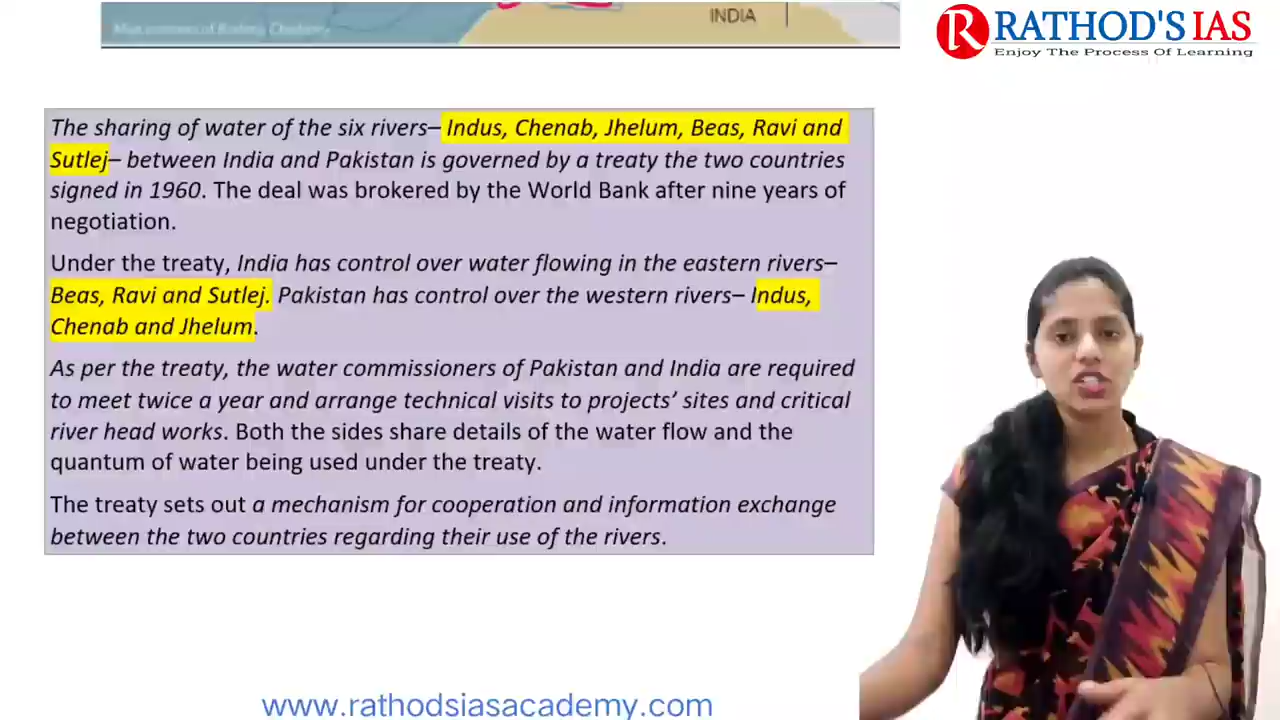 INDIA
RATHOD'S IAS
Enjoy The Process Of Learning
The sharing of water of the six rivers– Indus, Chenab, Jhelum, Beas, Ravi and
Sutlej– between India and Pakistan is governed by a treaty the two countries
signed in 1960. The deal was brokered by the World Bank after nine years of
negotiation.
Under the treaty, India has control over water flowing in the eastern rivers–
Beas, Ravi and Sutlej. Pakistan has control over the western rivers– Indus,
Chenab and Jhelum.
As per the treaty, the water commissioners of Pakistan and India are required
to meet twice a year and arrange technical visits to projects' sites and critical
river head works. Both the sides share details of the water flow and the
quantum of water being used under the treaty.
The treaty sets out a mechanism for cooperation and information exchange
between the two countries regarding their use of the rivers.
www.rathodsiasacademy.com